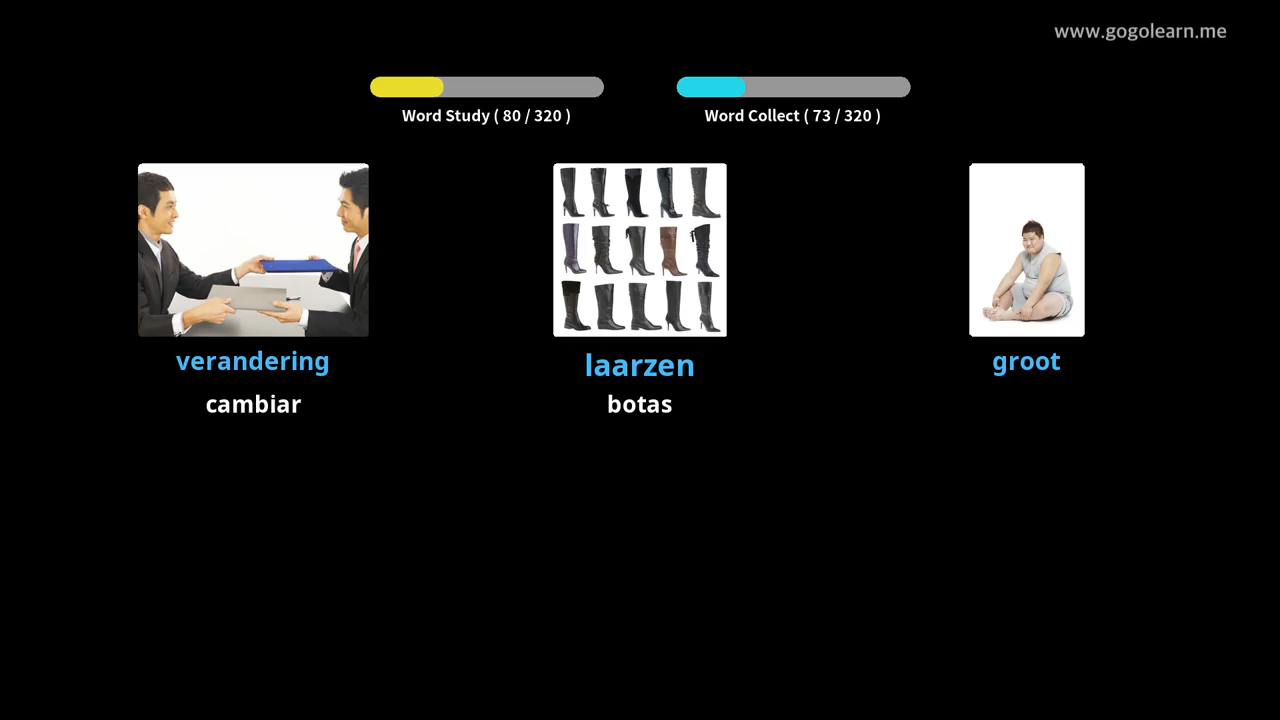 www.gogolearn.me
Word Study ( 80 / 320 )
Word Collect ( 73 / 320 )
verandering
laarzen
groot
cambiar
botas